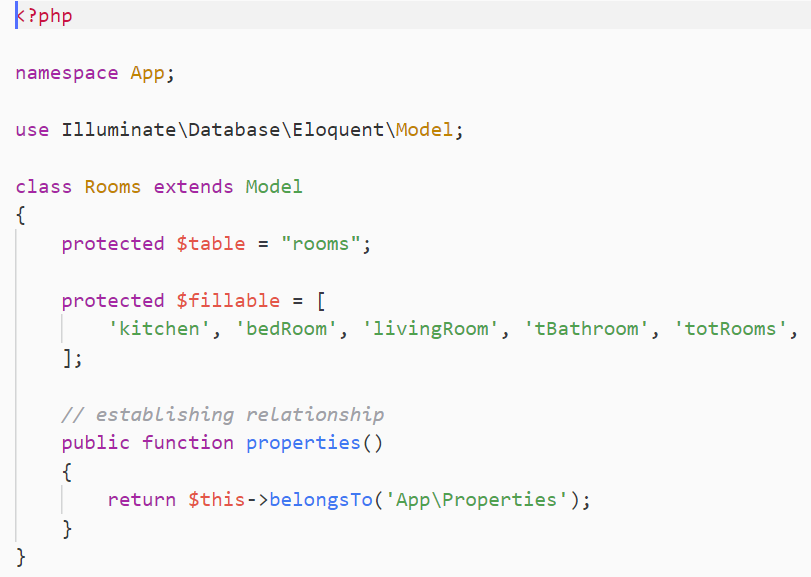 <?php
namespace App;
use Illuminate\Database\Eloquent\Model;
class Rooms extends Model
{
protected $table = "rooms";
protected $fillable = [
'kitchen', 'bedRoom', 'livingRoom', 'tBathroom', 'totRooms',
];
// establishing relationship
public function properties()
{
return $this->belongsTo('App\Properties');
}
}